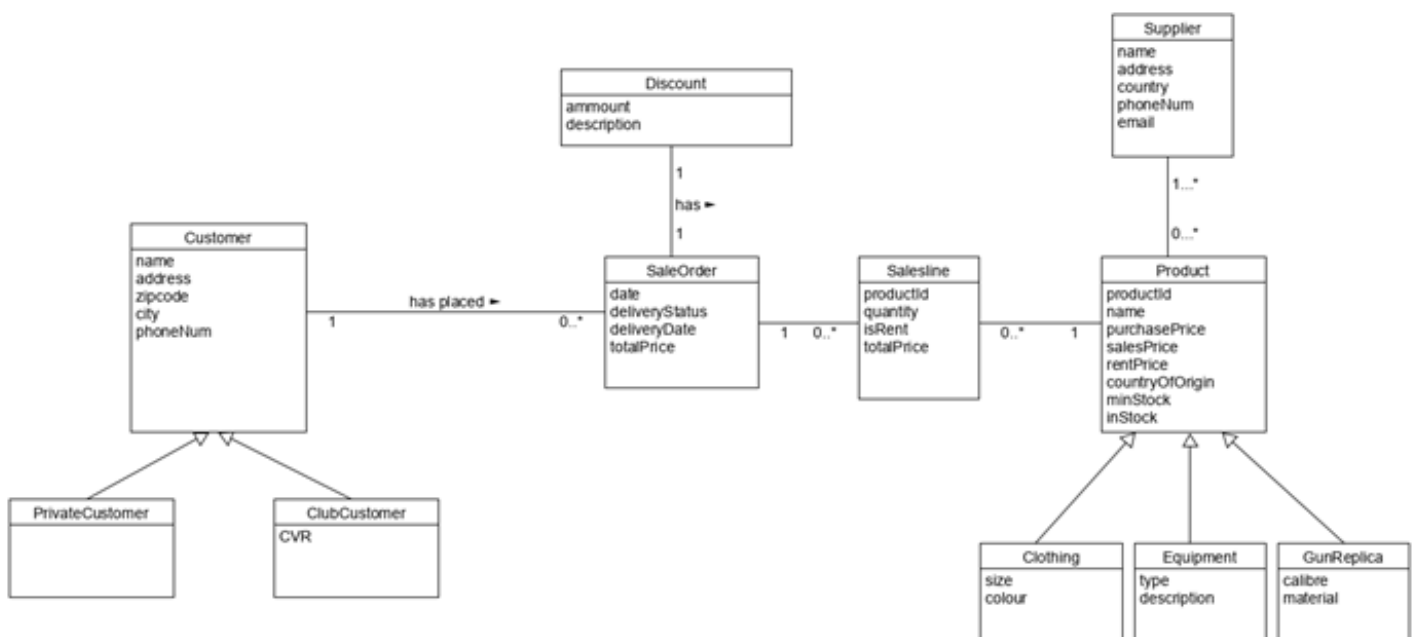 Supplier
name
address
country
phoneNum
email
1...*
0...*
Discount
ammount
description
1
has ►
1
Customer
name
address
zipcode
city
phoneNum
1
has placed ►
0..*
SaleOrder
date
deliveryStatus
deliveryDate
totalPrice
1
0..*
Salesline
productId
quantity
isRent
totalPrice
0..*
1
Product
productId
name
purchasePrice
salesPrice
rentPrice
countryOfOrigin
minStock
inStock
PrivateCustomer
ClubCustomer
CVR
Clothing
size
colour
Equipment
type
description
GunReplica
calibre
material